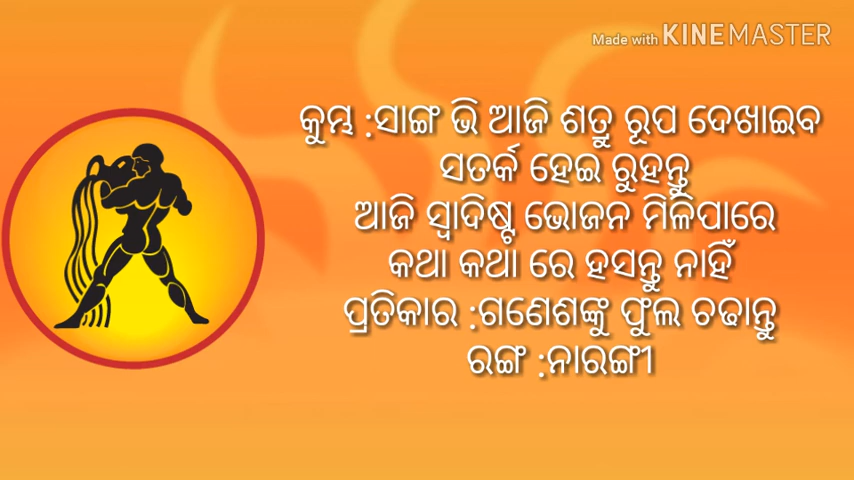 Made with KINEMASTER
କୁମ୍ଭ :ସାଙ୍ଗ ଭି ଆଜି ଶତ୍ରୁ ରୂପ ଦେଖାଇବ
ସତର୍କ ହେଇ ରୁହନ୍ତୁ
ଆଜି ସ୍ୱାଦିଷ୍ଟ ଭୋଜନ ମିଳିପାରେ
କଥା କଥା ରେ ହସନ୍ତୁ ନାହିଁ
ପ୍ରତିକାର :ଗଣେଶଙ୍କୁ ଫୁଲ ଚଢାନ୍ତୁ
ରଙ୍ଗ :ନାରଙ୍ଗୀ